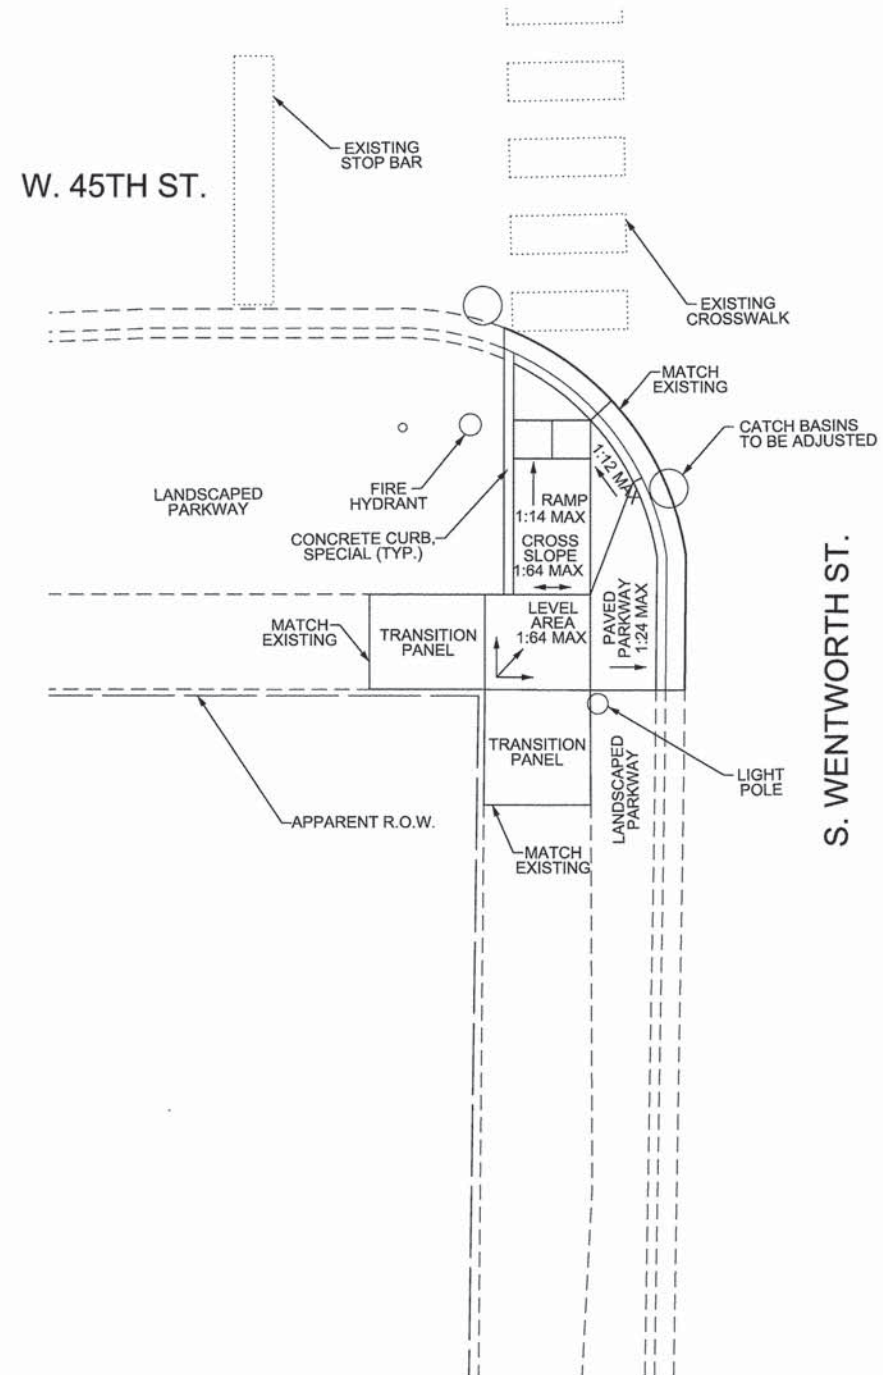 EXISTING
STOP BAR
W. 45TH ST.
EXISTING
CROSSWALK
MATCH
EXISTING
CATCH BASINS
TO BE ADJUSTED
FIRE
HYDRANT
LANDSCAPED
PARKWAY
1:12 MAX
RAMP
1:14 MAX
CONCRETE CURB,
SPECIAL (TYP.)
CROSS
SLOPE
1:64 MAX
S. WENTWORTH ST.
MATCH
EXISTING
TRANSITION
PANEL
LEVEL
AREA
1:64 MAX
PAVED
PARKWAY
1:24 MAX
TRANSITION
PANEL
LANDSCAPED
PARKWAY
LIGHT
POLE
APPARENT R.O.W.
MATCH
EXISTING